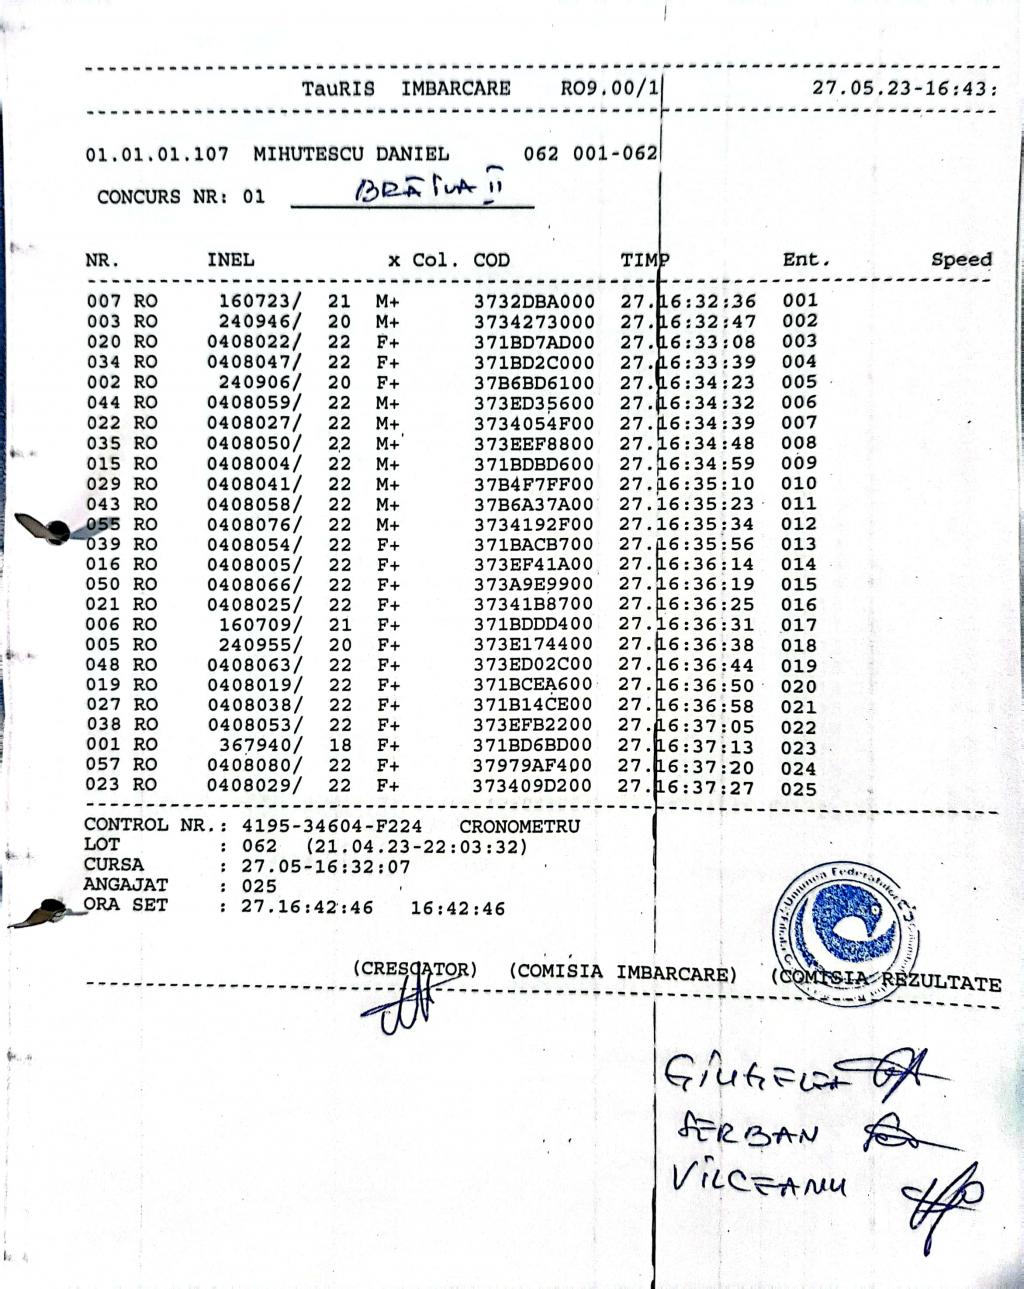 TauRIS IMBARCARE RO9.00/1 27.05.23-16:43:
01.01.01.107 MIHUTESCU DANIEL 062 001-062
CONCURS NR: 01 BRĂILA II
NR. INEL x Col. COD TIMP Ent. Speed
007 RO 160723/ 21 M+ 3732DBA000 27.16:32:36 001
003 RO 240946/ 20 M+ 3734273000 27.16:32:47 002
020 RO 0408022/ 22 F+ 371BD7AD00 27.16:33:08 003
034 RO 0408047/ 22 F+ 371BD2C000 27.16:33:39 004
002 RO 240906/ 20 F+ 37B6BD6100 27.16:34:23 005
044 RO 0408059/ 22 M+ 373ED35600 27.16:34:32 006
022 RO 0408027/ 22 M+ 3734054F00 27.16:34:39 007
035 RO 0408050/ 22 M+ 373EEF8800 27.16:34:48 008
015 RO 0408004/ 22 M+ 371BDBD600 27.16:34:59 009
029 RO 0408041/ 22 M+ 37B4F7FF00 27.16:35:10 010
043 RO 0408058/ 22 M+ 37B6A37A00 27.16:35:23 011
055 RO 0408076/ 22 M+ 3734192F00 27.16:35:34 012
039 RO 0408054/ 22 F+ 371BACB700 27.16:35:56 013
016 RO 0408005/ 22 F+ 373EF41A00 27.16:36:14 014
050 RO 0408066/ 22 F+ 373A9E9900 27.16:36:19 015
021 RO 0408025/ 22 F+ 37341B8700 27.16:36:25 016
006 RO 160709/ 21 F+ 371BDDD400 27.16:36:31 017
005 RO 240955/ 20 F+ 373E174400 27.16:36:38 018
048 RO 0408063/ 22 F+ 373ED02C00 27.16:36:44 019
019 RO 0408019/ 22 F+ 371BCEA600 27.16:36:50 020
027 RO 0408038/ 22 F+ 371B14CE00 27.16:36:58 021
038 RO 0408053/ 22 F+ 373EFB2200 27.16:37:05 022
001 RO 367940/ 18 F+ 371BD6BD00 27.16:37:13 023
057 RO 0408080/ 22 F+ 37979AF400 27.16:37:20 024
023 RO 0408029/ 22 F+ 373409D200 27.16:37:27 025
CONTROL NR.: 4195-34604-F224 CRONOMETRU
LOT : 062 (21.04.23-22:03:32)
CURSA : 27.05-16:32:07
ANGAJAT : 025
ORA SET : 27.16:42:46 16:42:46
(CRESCATOR) (COMISIA IMBARCARE) (COMISIA REZULTATE
ŞERBAN
VÎLCEANU